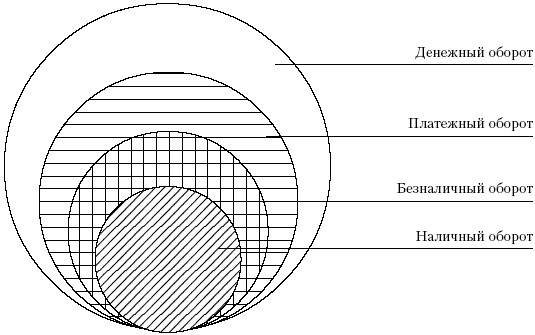 Денежный оборот
Платежный оборот
Безналичный оборот
Наличный оборот